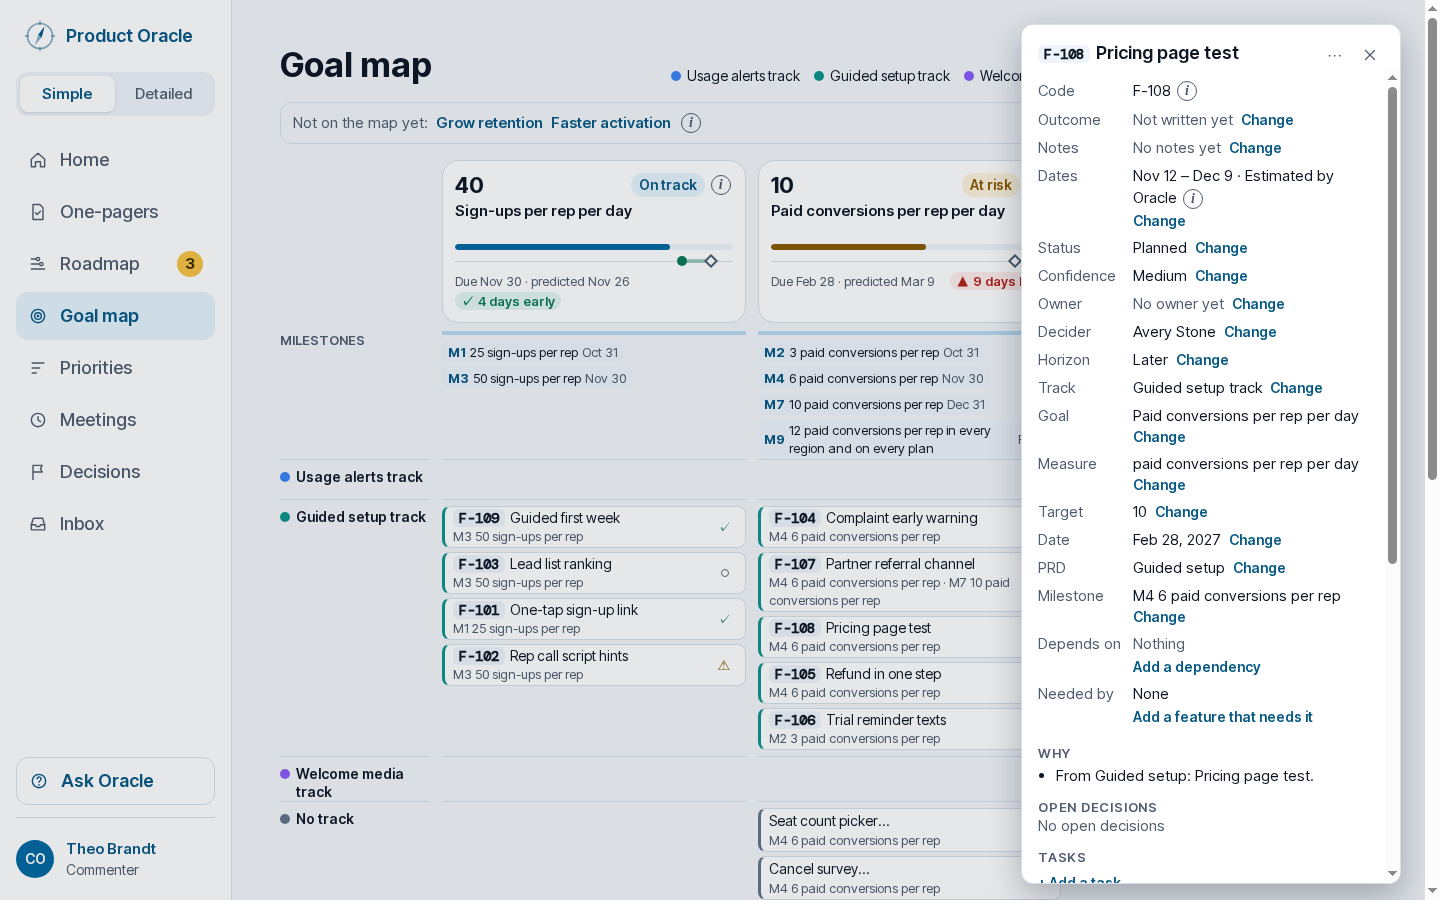 Product Oracle
Simple
Detailed
Home
One-pagers
Roadmap
3
Goal map
Priorities
Meetings
Decisions
Inbox
Ask Oracle
CO
Theo Brandt
Commenter
Goal map
Usage alerts track
Guided setup track
Not on the map yet:
Grow retention
Faster activation
40
On track
Sign-ups per rep per day
Due Nov 30 · predicted Nov 26
✓ 4 days early
10
At risk
Paid conversions per rep per day
Due Feb 28 · predicted Mar 9
9 days
MILESTONES
M1 25 sign-ups per rep Oct 31
M3 50 sign-ups per rep Nov 30
M2 3 paid conversions per rep Oct 31
M4 6 paid conversions per rep Nov 30
M7 10 paid conversions per rep Dec 31
M9 12 paid conversions per rep in every
region and on every plan
Usage alerts track
Guided setup track
F-109 Guided first week
M3 50 sign-ups per rep
F-103 Lead list ranking
M3 50 sign-ups per rep
F-101 One-tap sign-up link
M1 25 sign-ups per rep
F-102 Rep call script hints
M3 50 sign-ups per rep
F-104 Complaint early warning
M4 6 paid conversions per rep
F-107 Partner referral channel
M4 6 paid conversions per rep · M7 10 paid
conversions per rep
F-108 Pricing page test
M4 6 paid conversions per rep
F-105 Refund in one step
M4 6 paid conversions per rep
F-106 Trial reminder texts
M2 3 paid conversions per rep
Welcome media
track
No track
Seat count picker...
M4 6 paid conversions per rep
Cancel survey...
M4 6 paid conversions per rep
F-108 Pricing page test
Code F-108
Outcome Not written yet Change
Notes No notes yet Change
Dates Nov 12 – Dec 9 · Estimated by
Oracle
Change
Status Planned Change
Confidence Medium Change
Owner No owner yet Change
Decider Avery Stone Change
Horizon Later Change
Track Guided setup track Change
Goal Paid conversions per rep per day
Change
Measure paid conversions per rep per day
Change
Target 10 Change
Date Feb 28, 2027 Change
PRD Guided setup Change
Milestone M4 6 paid conversions per rep
Change
Depends on Nothing
Add a dependency
Needed by None
Add a feature that needs it
WHY
• From Guided setup: Pricing page test.
OPEN DECISIONS
No open decisions
TASKS
+ Add a task